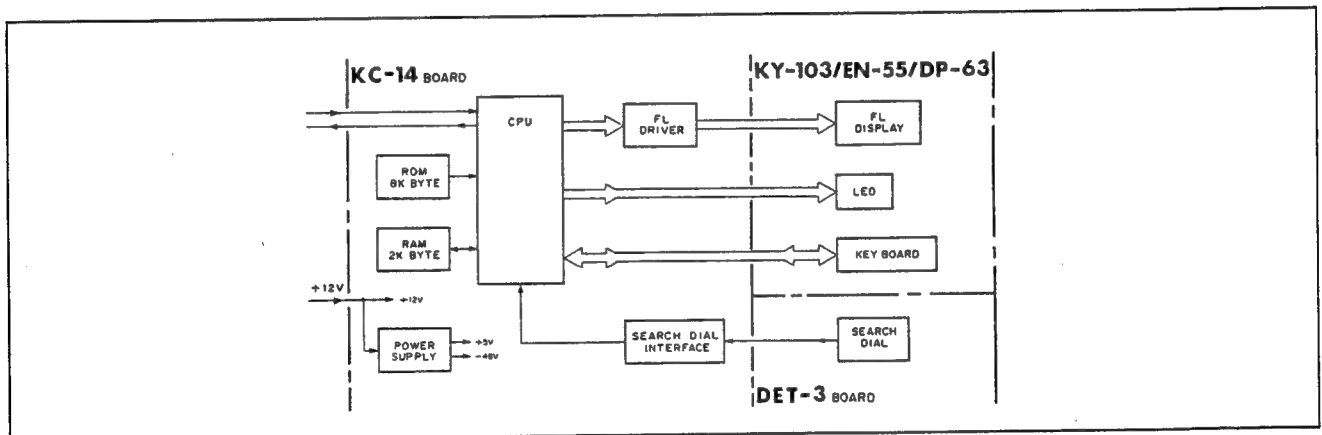 KC-14 BOARD
KY-103/EN-55/DP-63
CPU
FL
DRIVER
FL
DISPLAY
ROM
8K BYTE
LED
RAM
2K BYTE
KEY BOARD
+12V
+12V
POWER
SUPPLY
+5V
-48V
SEARCH DIAL
INTERFACE
SEARCH
DIAL
DET-3 BOARD